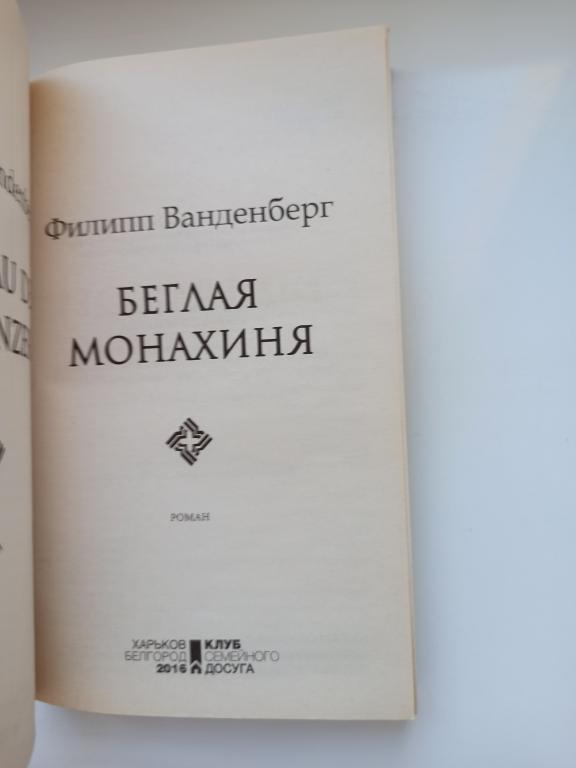 Филипп Ванденберг
БЕГЛАЯ
МОНАХИНЯ
РОМАН
ХАРЬКОВ
БЕЛГОРОД
2016
КЛУБ
СЕМЕЙНОГО
ДОСУГА